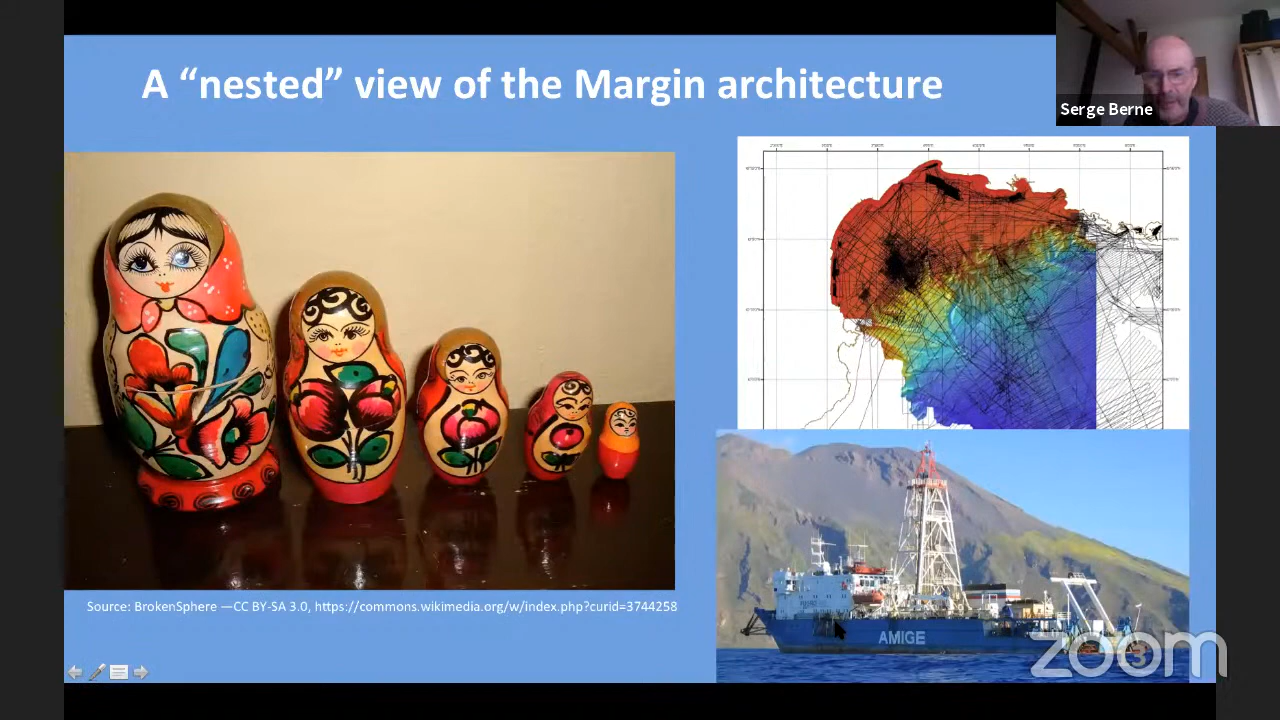 A “nested” view of the Margin architecture
Serge Berne
AMIGE
Source: BrokenSphere —CC BY-SA 3.0, https://commons.wikimedia.org/w/index.php?curid=3744258
zoom
3